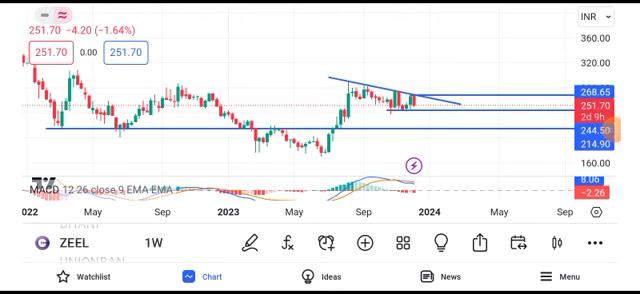 251.70 -4.20 (-1.64%)
INR
251.70 0.00 251.70
360.00
320.00
268.65
251.70
2d 9h
244.50
214.90
160.00
MACD 12 26 close 9 EMA EMA
8.06
-2.26
2022 May Sep 2023 May Sep 2024 May Sep
ZEEL 1W
UNIONBAN
Watchlist Chart Ideas News Menu